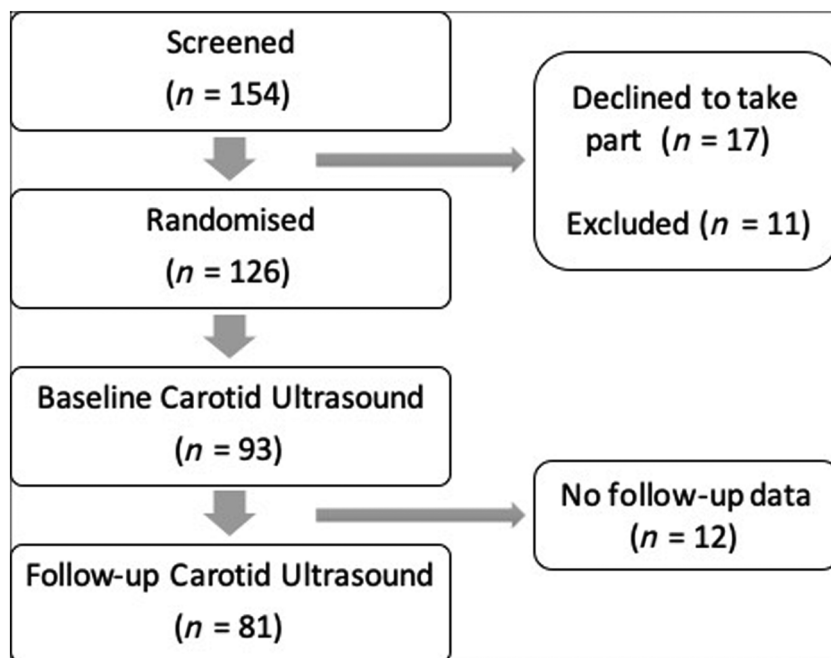 Screened
(n = 154)
Declined to take
part (n = 17)
Excluded (n = 11)
Randomised
(n = 126)
Baseline Carotid Ultrasound
(n = 93)
No follow-up data
(n = 12)
Follow-up Carotid Ultrasound
(n = 81)